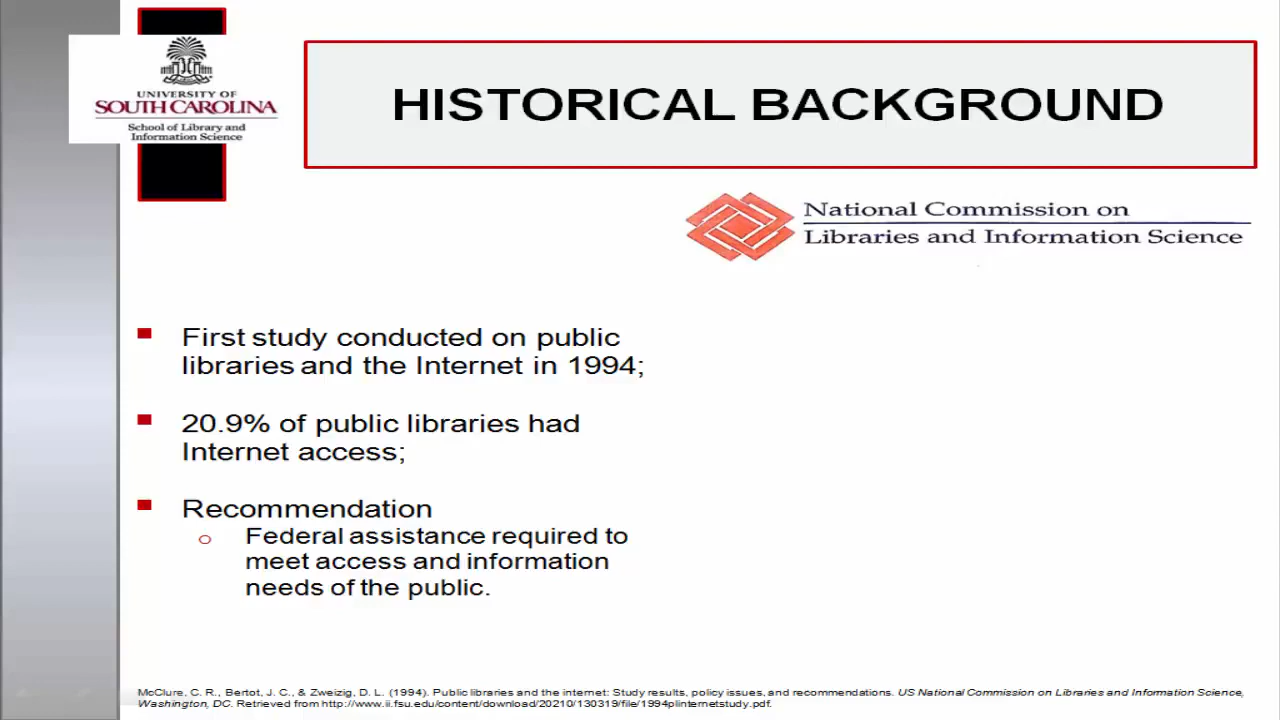 UNIVERSITY OF
SOUTH CAROLINA
School of Library and
Information Science
HISTORICAL BACKGROUND
National Commission on
Libraries and Information Science
First study conducted on public
libraries and the Internet in 1994;
20.9% of public libraries had
Internet access;
Recommendation
Federal assistance required to
meet access and information
needs of the public.
McClure, C. R., Bertot, J. C., & Zweizig, D. L. (1994). Public libraries and the internet: Study results, policy issues, and recommendations. US National Commission on Libraries and Information Science,
Washington, DC. Retrieved from http://www.ii.fsu.edu/content/download/20210/130319/file/1994plinternetstudy.pdf.